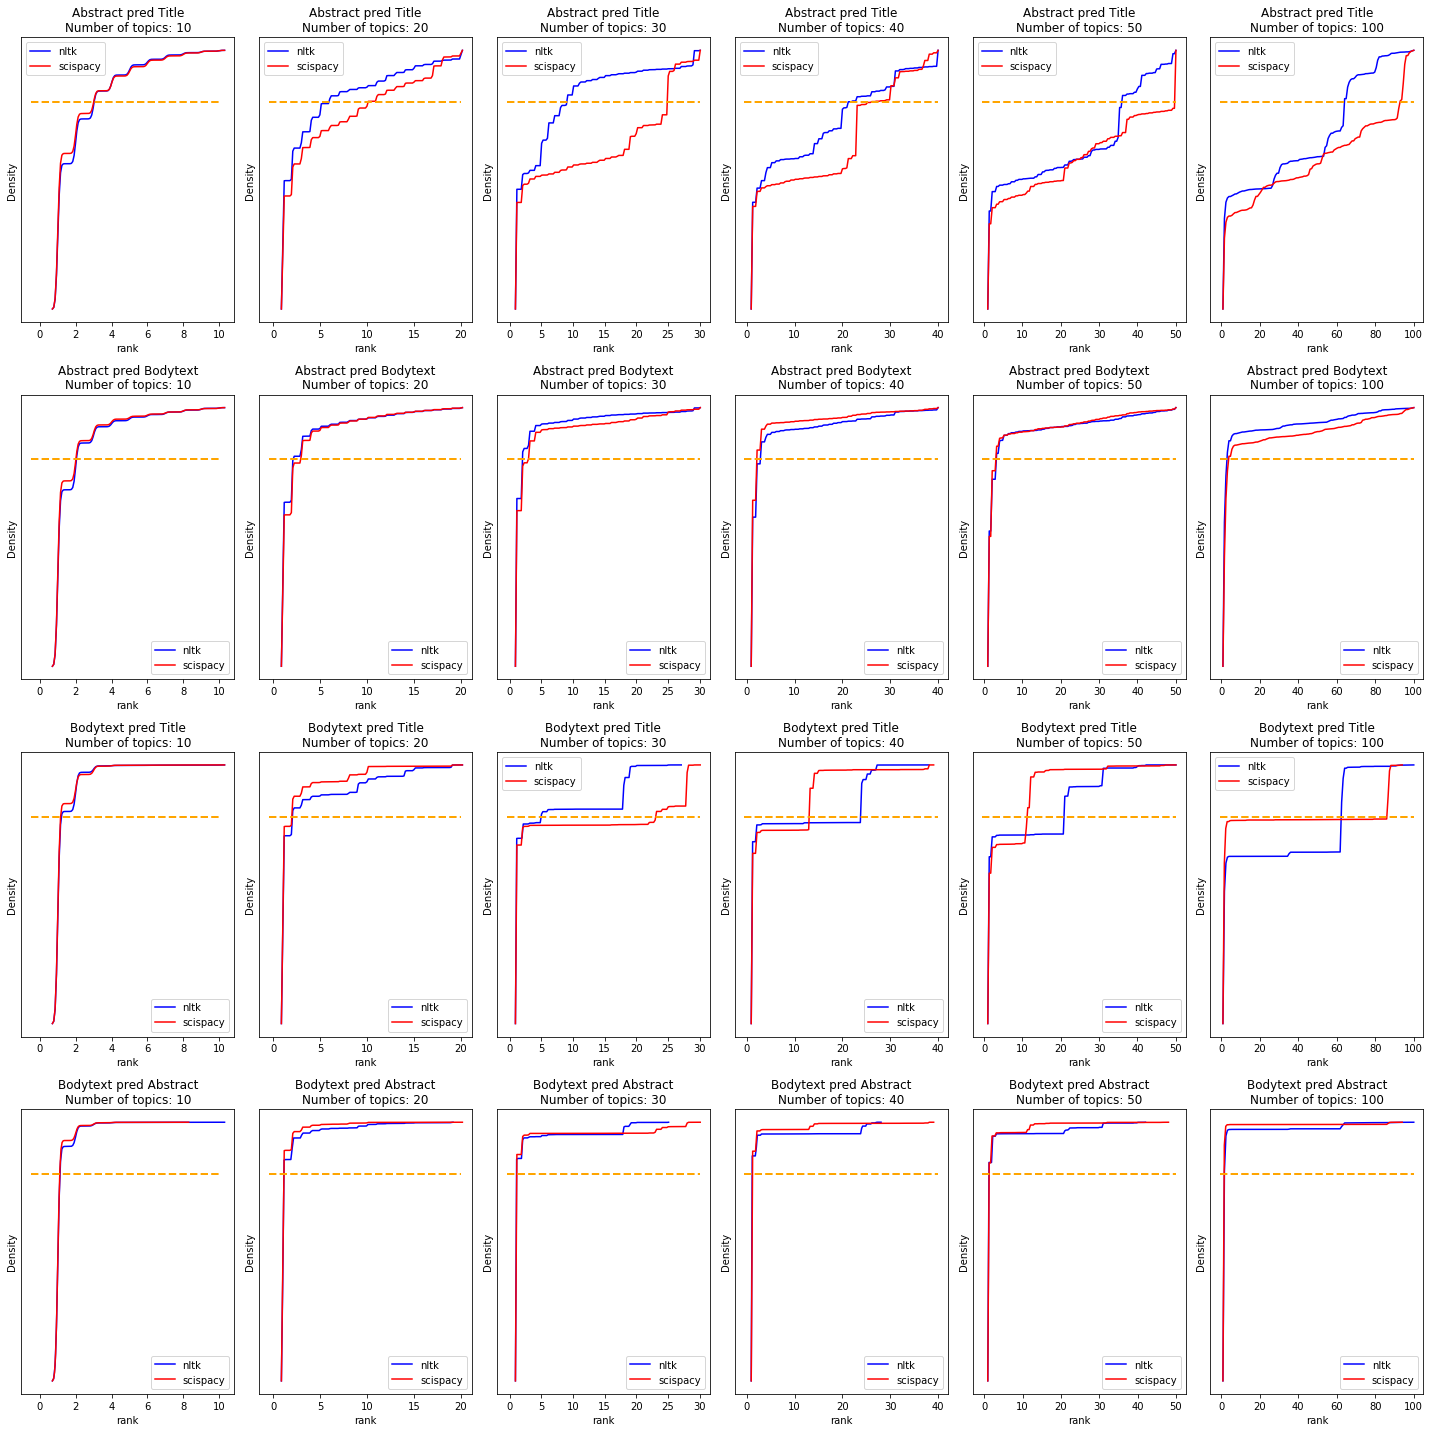 Abstract pred Title
Number of topics: 10
nltk
scispacy
Density
0 2 4 6 8 10
rank
Abstract pred Title
Number of topics: 20
nltk
scispacy
Density
0 5 10 15 20
rank
Abstract pred Title
Number of topics: 30
nltk
scispacy
Density
0 5 10 15 20 25 30
rank
Abstract pred Title
Number of topics: 40
nltk
scispacy
Density
0 10 20 30 40
rank
Abstract pred Title
Number of topics: 50
nltk
scispacy
Density
0 10 20 30 40 50
rank
Abstract pred Title
Number of topics: 100
nltk
scispacy
Density
0 20 40 60 80 100
rank
Abstract pred Bodytext
Number of topics: 10
Density
nltk
scispacy
0 2 4 6 8 10
rank
Abstract pred Bodytext
Number of topics: 20
Density
nltk
scispacy
0 5 10 15 20
rank
Abstract pred Bodytext
Number of topics: 30
Density
nltk
scispacy
0 5 10 15 20 25 30
rank
Abstract pred Bodytext
Number of topics: 40
Density
nltk
scispacy
0 10 20 30 40
rank
Abstract pred Bodytext
Number of topics: 50
Density
nltk
scispacy
0 10 20 30 40 50
rank
Abstract pred Bodytext
Number of topics: 100
Density
nltk
scispacy
0 20 40 60 80 100
rank
Bodytext pred Title
Number of topics: 10
Density
nltk
scispacy
0 2 4 6 8 10
rank
Bodytext pred Title
Number of topics: 20
Density
nltk
scispacy
0 5 10 15 20
rank
Bodytext pred Title
Number of topics: 30
nltk
scispacy
Density
0 5 10 15 20 25 30
rank
Bodytext pred Title
Number of topics: 40
Density
nltk
scispacy
0 10 20 30 40
rank
Bodytext pred Title
Number of topics: 50
Density
nltk
scispacy
0 10 20 30 40 50
rank
Bodytext pred Title
Number of topics: 100
nltk
scispacy
Density
0 20 40 60 80 100
rank
Bodytext pred Abstract
Number of topics: 10
Density
nltk
scispacy
0 2 4 6 8 10
rank
Bodytext pred Abstract
Number of topics: 20
Density
nltk
scispacy
0 5 10 15 20
rank
Bodytext pred Abstract
Number of topics: 30
Density
nltk
scispacy
0 5 10 15 20 25 30
rank
Bodytext pred Abstract
Number of topics: 40
Density
nltk
scispacy
0 10 20 30 40
rank
Bodytext pred Abstract
Number of topics: 50
Density
nltk
scispacy
0 10 20 30 40 50
rank
Bodytext pred Abstract
Number of topics: 100
Density
nltk
scispacy
0 20 40 60 80 100
rank